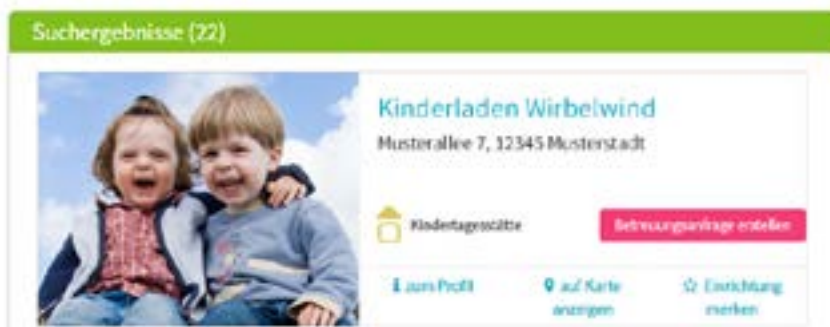 Suchergebnisse (22)
Kinderladen Wirbelwind
Musterallee 7, 12345 Musterstadt
Kindertagesstätte
Betreuungsanfrage erstellen
zum Profil
auf Karte
anzeigen
Einrichtung
merken